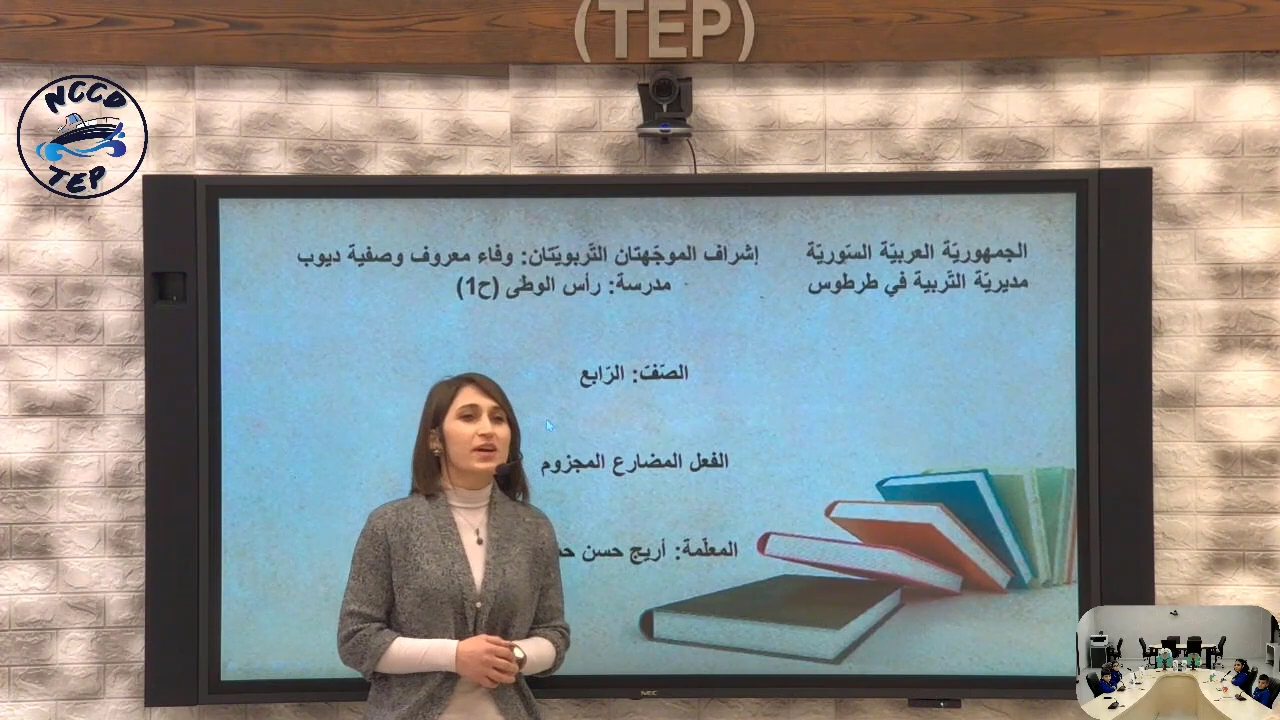 (TEP)
NCCD
TEP
الجمهوريّة العربيّة السّوريّة
مديريّة التّربية في طرطوس
إشراف الموجّهتان التّربويّتان: وفاء معروف وصفية ديوب
مدرسة: رأس الوطى (ح1)
الصّفّ: الرّابع
الفعل المضارع المجزوم
المعلّمة: أريج حسن
NEC